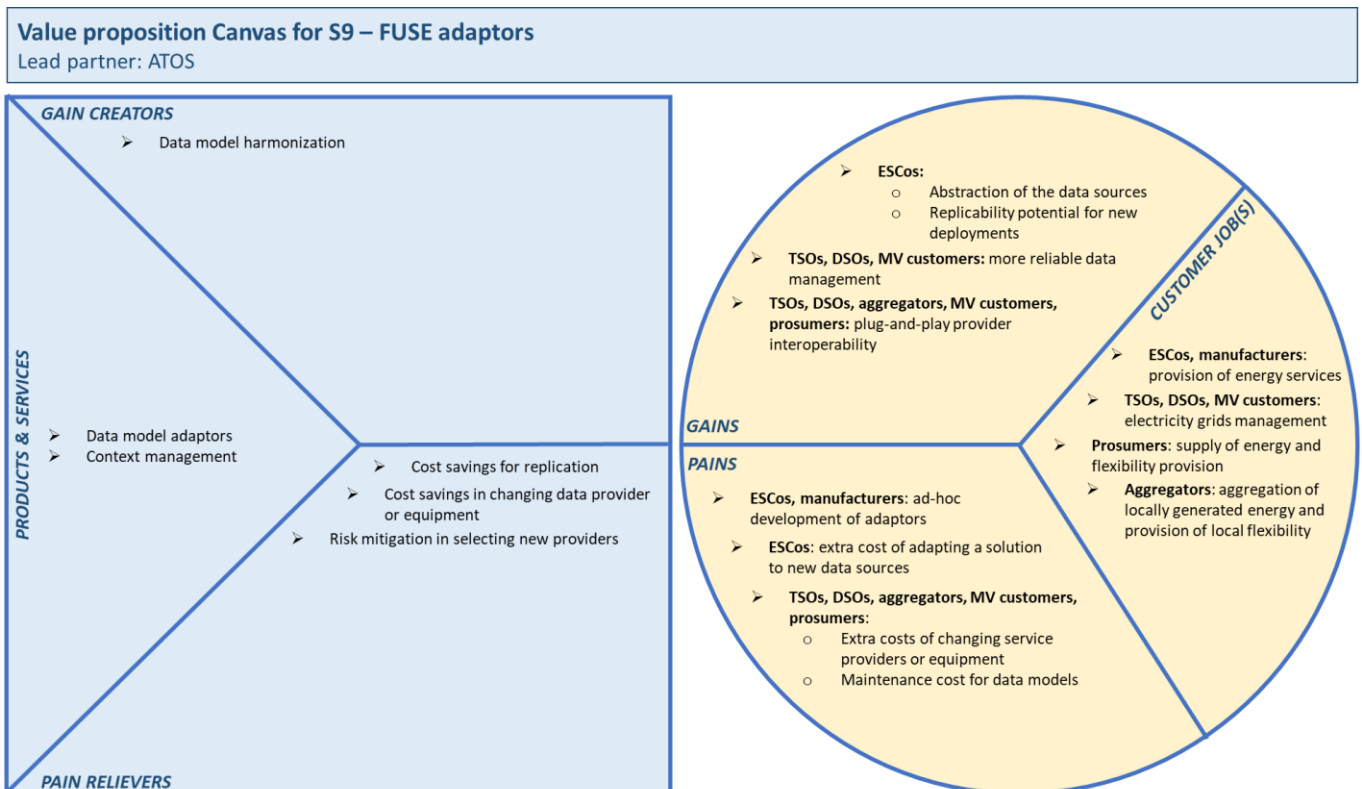 Value proposition Canvas for S9 – FUSE adaptors
Lead partner: ATOS
GAIN CREATORS
➢ Data model harmonization
PRODUCTS & SERVICES
➢ Data model adaptors
➢ Context management
➢ Cost savings for replication
➢ Cost savings in changing data provider
or equipment
➢ Risk mitigation in selecting new providers
PAIN RELIEVERS
➢ ESCos:
o Abstraction of the data sources
o Replicability potential for new
deployments
➢ TSOs, DSOs, MV customers: more reliable data
management
➢ TSOs, DSOs, aggregators, MV customers,
prosumers: plug-and-play provider
interoperability
GAINS
CUSTOMER JOB(S)
➢ ESCos, manufacturers:
provision of energy services
➢ TSOs, DSOs, MV customers:
electricity grids management
➢ Prosumers: supply of energy and
flexibility provision
➢ Aggregators: aggregation of
locally generated energy and
provision of local flexibility
PAINS
➢ ESCos, manufacturers: ad-hoc
development of adaptors
➢ ESCos: extra cost of adapting a solution
to new data sources
➢ TSOs, DSOs, aggregators, MV customers,
prosumers:
o Extra costs of changing service
providers or equipment
o Maintenance cost for data models